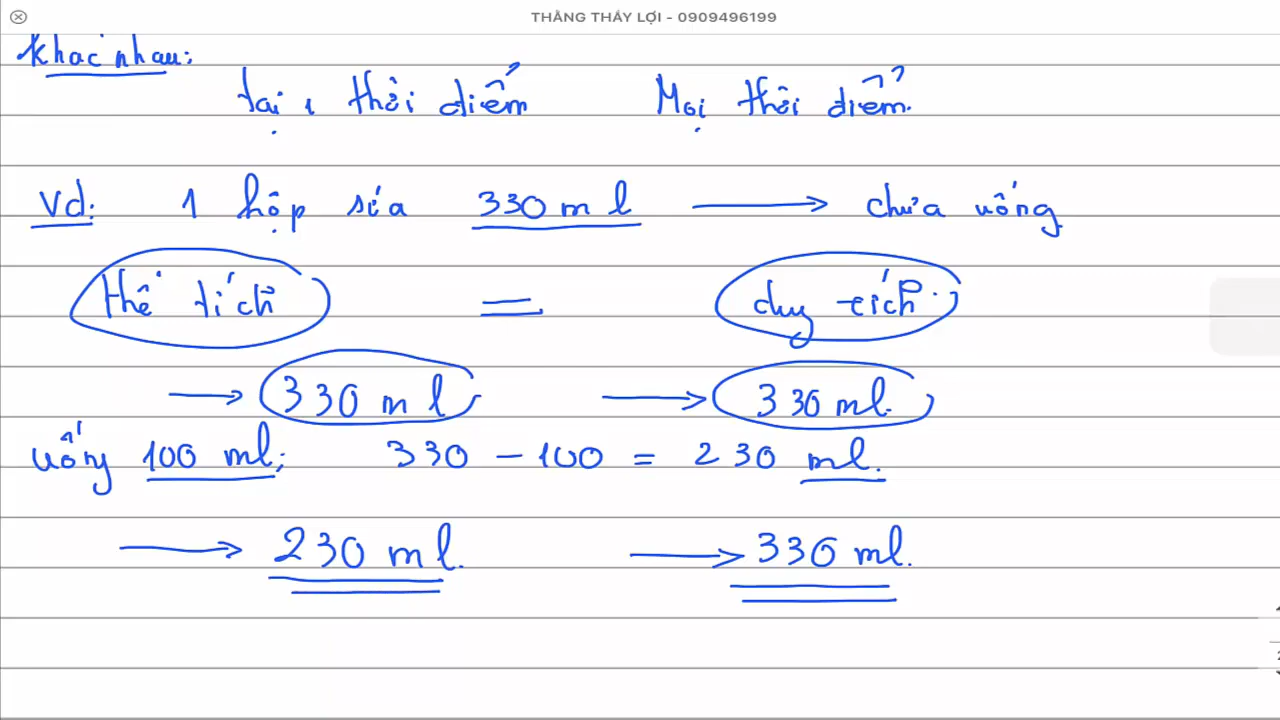 THẮNG THẦY LỢI - 0909496199
Khác nhau:
tại 1 thời điểm Mọi thời điểm.
Vd: 1 hộp sữa 330 ml → chưa uống
thể tích = duy tích.
→ 330 ml → 330 ml.
uống 100 ml: 330 - 100 = 230 ml.
→ 230 ml. → 330 ml.